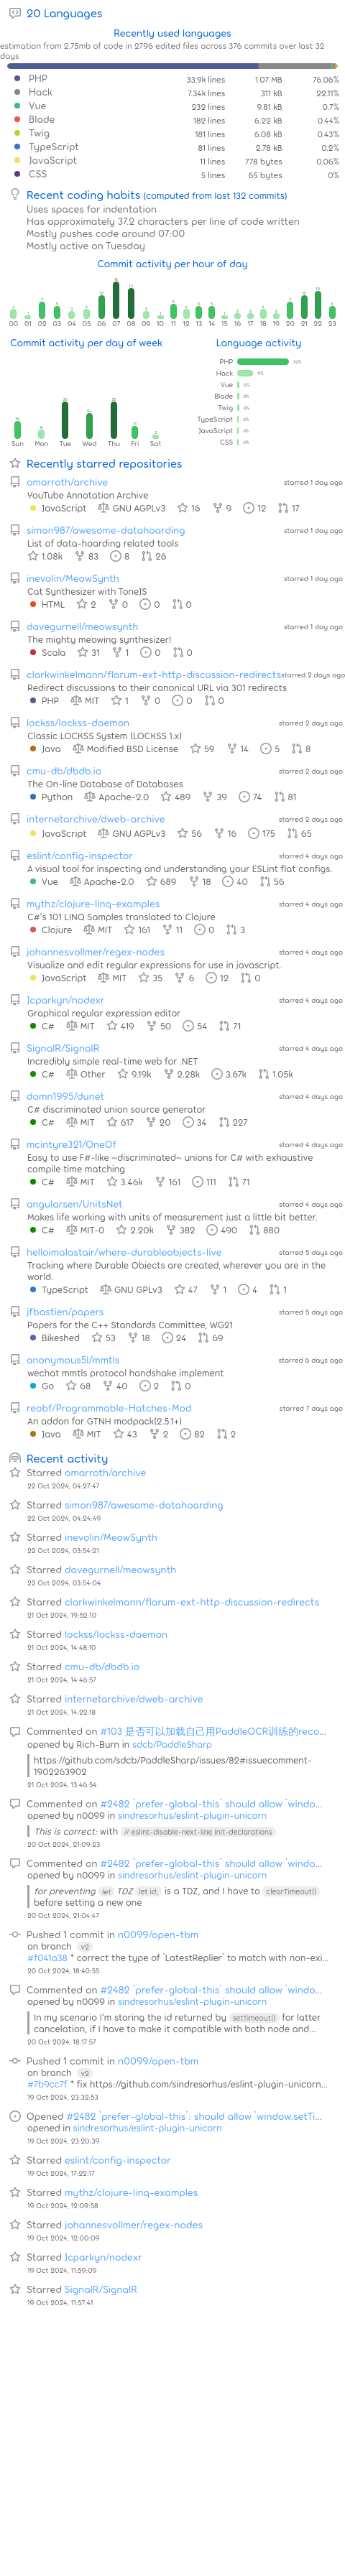 20 Languages
Recently used languages
estimation from 2.75mb of code in 2796 edited files across 376 commits over last 32
days
PHP 33.9k lines 1.07 MB 76.06%
Hack 7.34k lines 311 kB 22.11%
Vue 232 lines 9.81 kB 0.7%
Blade 182 lines 6.22 kB 0.44%
Twig 181 lines 6.08 kB 0.43%
TypeScript 81 lines 2.78 kB 0.2%
JavaScript 11 lines 778 bytes 0.06%
CSS 5 lines 65 bytes 0%
Recent coding habits (computed from last 132 commits)
Uses spaces for indentation
Has approximately 37.2 characters per line of code written
Mostly pushes code around 07:00
Mostly active on Tuesday
Commit activity per hour of day
00 01 02 03 04 05 06 07 08 09 10 11 12 13 14 15 16 17 18 19 20 21 22 23
Commit activity per day of week
Sun Mon Tue Wed Thu Fri Sat
Language activity
PHP
Hack
Vue
Blade
Twig
TypeScript
JavaScript
CSS
Recently starred repositories
omarroth/archive starred 1 day ago
YouTube Annotation Archive
JavaScript GNU AGPLv3 16 9 12 17
simon987/awesome-datahoarding starred 1 day ago
List of data-hoarding related tools
1.08k 83 8 26
inevolin/MeowSynth starred 1 day ago
Cat Synthesizer with ToneJS
HTML 2 0 0 0
davegurnell/meowsynth starred 1 day ago
The mighty meowing synthesizer!
Scala 31 1 0 0
clarkwinkelmann/flarum-ext-http-discussion-redirects starred 2 days ago
Redirect discussions to their canonical URL via 301 redirects
PHP MIT 1 0 0 0
lockss/lockss-daemon starred 2 days ago
Classic LOCKSS System (LOCKSS 1.x)
Java Modified BSD License 59 14 5 8
cmu-db/dbdb.io starred 2 days ago
The On-line Database of Databases
Python Apache-2.0 489 39 74 81
internetarchive/dweb-archive starred 2 days ago
JavaScript GNU AGPLv3 56 16 175 65
eslint/config-inspector starred 4 days ago
A visual tool for inspecting and understanding your ESLint flat configs.
Vue Apache-2.0 689 18 40 56
mythz/clojure-linq-examples starred 4 days ago
C#'s 101 LINQ Samples translated to Clojure
Clojure MIT 161 11 0 3
johannesvollmer/regex-nodes starred 4 days ago
Visualize and edit regular expressions for use in javascript.
JavaScript MIT 35 6 12 0
Jcparkyn/nodexr starred 4 days ago
Graphical regular expression editor
C# MIT 419 50 54 71
SignalR/SignalR starred 4 days ago
Incredibly simple real-time web for .NET
C# Other 9.19k 2.28k 3.67k 1.05k
domn1995/dunet starred 4 days ago
C# discriminated union source generator
C# MIT 617 20 34 227
mcintyre321/OneOf starred 4 days ago
Easy to use F#-like ~discriminated~ unions for C# with exhaustive
compile time matching
C# MIT 3.46k 161 111 71
angularsen/UnitsNet starred 4 days ago
Makes life working with units of measurement just a little bit better.
C# MIT-0 2.20k 382 490 880
helloimalastair/where-durableobjects-live starred 5 days ago
Tracking where Durable Objects are created, wherever you are in the
world.
TypeScript GNU GPLv3 47 1 4 1
jfbastien/papers starred 5 days ago
Papers for the C++ Standards Committee, WG21
Bikeshed 53 18 24 69
anonymous5l/mmtls starred 6 days ago
wechat mmtls protocol handshake implement
Go 68 40 2 0
reobf/Programmable-Hatches-Mod starred 7 days ago
An addon for GTNH modpack(2.5.1+)
Java MIT 43 2 82 2
Recent activity
Starred omarroth/archive
22 Oct 2024, 04:27:47
Starred simon987/awesome-datahoarding
22 Oct 2024, 04:24:49
Starred inevolin/MeowSynth
22 Oct 2024, 03:54:21
Starred davegurnell/meowsynth
22 Oct 2024, 03:54:04
Starred clarkwinkelmann/flarum-ext-http-discussion-redirects
21 Oct 2024, 19:52:10
Starred lockss/lockss-daemon
21 Oct 2024, 14:48:10
Starred cmu-db/dbdb.io
21 Oct 2024, 14:46:57
Starred internetarchive/dweb-archive
21 Oct 2024, 14:22:18
Commented on #103 是否可以加载自己用PaddleOCR训练的reco...
opened by Rich-Burn in sdcb/PaddleSharp
https://github.com/sdcb/PaddleSharp/issues/82#issuecomment-
1902263902
21 Oct 2024, 13:46:54
Commented on #2482 `prefer-global-this` should allow `windo...
opened by n0099 in sindresorhus/eslint-plugin-unicorn
This is correct: with // eslint-disable-next-line init-declarations
20 Oct 2024, 21:09:23
Commented on #2482 `prefer-global-this` should allow `windo...
opened by n0099 in sindresorhus/eslint-plugin-unicorn
for preventing let TDZ let id; is a TDZ, and I have to clearTimeout()
before setting a new one
20 Oct 2024, 21:04:47
Pushed 1 commit in n0099/open-tbm
on branch v2
#f041a38 * correct the type of `LatestReplier` to match with non-exi...
20 Oct 2024, 18:40:55
Commented on #2482 `prefer-global-this` should allow `windo...
opened by n0099 in sindresorhus/eslint-plugin-unicorn
In my scenario I'm storing the id returned by setTimeout() for latter
cancelation, if I have to make it compatible with both node and...
20 Oct 2024, 18:17:57
Pushed 1 commit in n0099/open-tbm
on branch v2
#7b9cc7f * fix https://github.com/sindresorhus/eslint-plugin-unicorn...
19 Oct 2024, 23:32:53
Opened #2482 `prefer-global-this`: should allow `window.setTi...
opened in sindresorhus/eslint-plugin-unicorn
19 Oct 2024, 23:20:39
Starred eslint/config-inspector
19 Oct 2024, 17:22:17
Starred mythz/clojure-linq-examples
19 Oct 2024, 12:09:58
Starred johannesvollmer/regex-nodes
19 Oct 2024, 12:00:09
Starred Jcparkyn/nodexr
19 Oct 2024, 11:59:09
Starred SignalR/SignalR
19 Oct 2024, 11:57:41